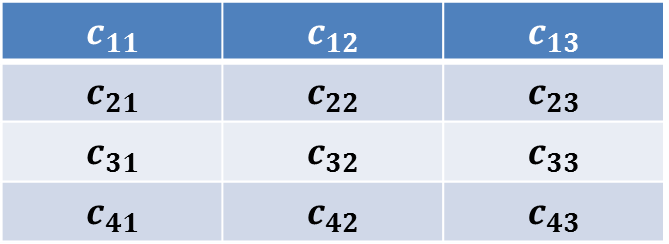 c₁₁ c₁₂ c₁₃
c₂₁ c₂₂ c₂₃
c₃₁ c₃₂ c₃₃
c₄₁ c₄₂ c₄₃